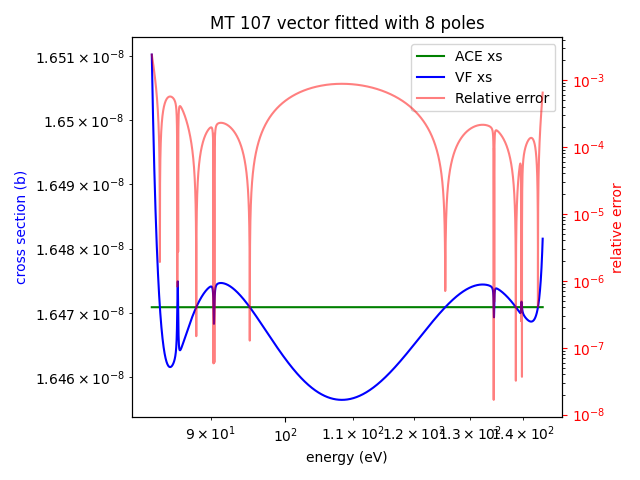 MT 107 vector fitted with 8 poles
ACE xs
VF xs
Relative error
1.651 × 10⁻⁸
1.65 × 10⁻⁸
1.649 × 10⁻⁸
1.648 × 10⁻⁸
1.647 × 10⁻⁸
1.646 × 10⁻⁸
cross section (b)
10⁻³
10⁻⁴
10⁻⁵
10⁻⁶
10⁻⁷
10⁻⁸
relative error
9 × 10¹ 10² 1.1 × 10² 1.2 × 10² 1.3 × 10² 1.4 × 10²
energy (eV)